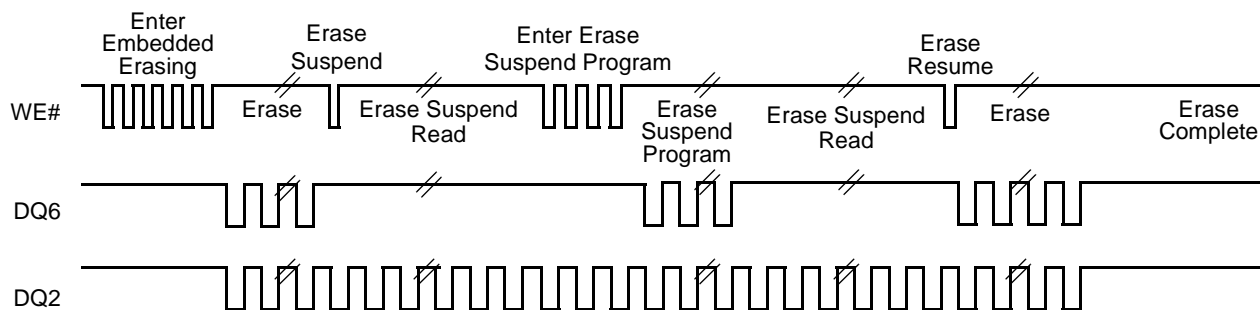 Enter
Embedded
Erasing
Erase
Suspend
Enter Erase
Suspend Program
Erase
Resume
WE#
Erase
Erase Suspend
Read
Erase
Suspend
Program
Erase Suspend
Read
Erase
Erase
Complete
DQ6
DQ2